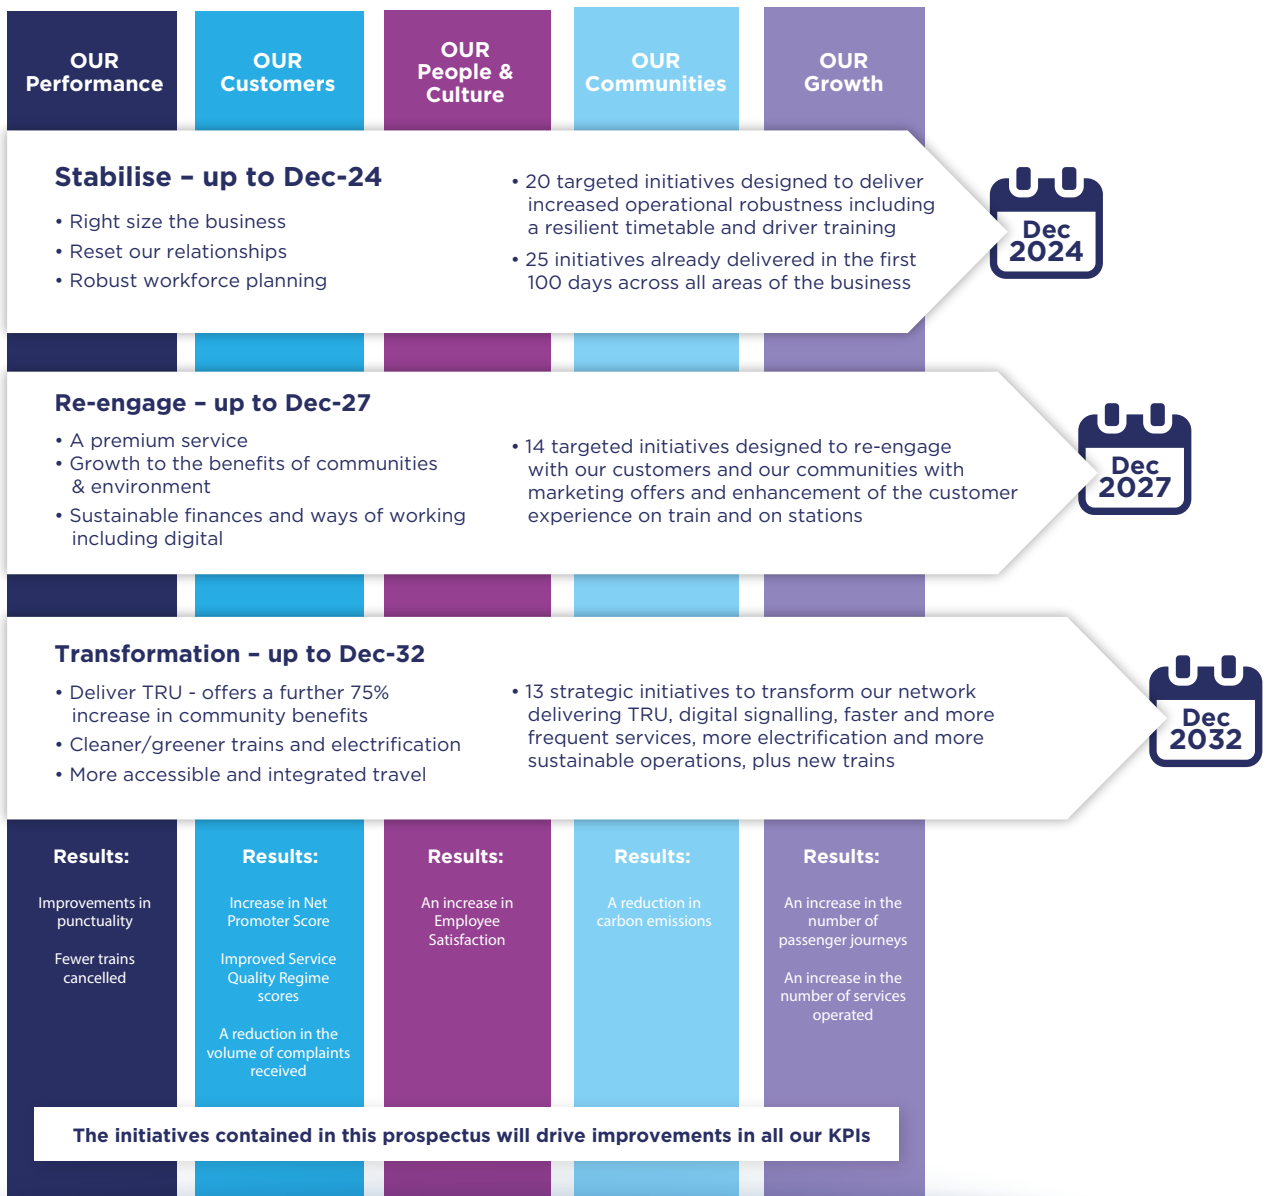 OUR
Performance
OUR
Customers
OUR
People &
Culture
OUR
Communities
OUR
Growth
Stabilise – up to Dec-24
• Right size the business
• Reset our relationships
• Robust workforce planning
• 20 targeted initiatives designed to deliver
increased operational robustness including
a resilient timetable and driver training
• 25 initiatives already delivered in the first
100 days across all areas of the business
Dec
2024
Re-engage – up to Dec-27
• A premium service
• Growth to the benefits of communities
& environment
• Sustainable finances and ways of working
including digital
• 14 targeted initiatives designed to re-engage
with our customers and our communities with
marketing offers and enhancement of the customer
experience on train and on stations
Dec
2027
Transformation – up to Dec-32
• Deliver TRU - offers a further 75%
increase in community benefits
• Cleaner/greener trains and electrification
• More accessible and integrated travel
• 13 strategic initiatives to transform our network
delivering TRU, digital signalling, faster and more
frequent services, more electrification and more
sustainable operations, plus new trains
Dec
2032
Results:
Improvements in
punctuality
Fewer trains
cancelled
Results:
Increase in Net
Promoter Score
Improved Service
Quality Regime
scores
A reduction in the
volume of complaints
received
Results:
An increase in
Employee
Satisfaction
Results:
A reduction in
carbon emissions
Results:
An increase in the
number of
passenger journeys
An increase in the
number of services
operated
The initiatives contained in this prospectus will drive improvements in all our KPIs